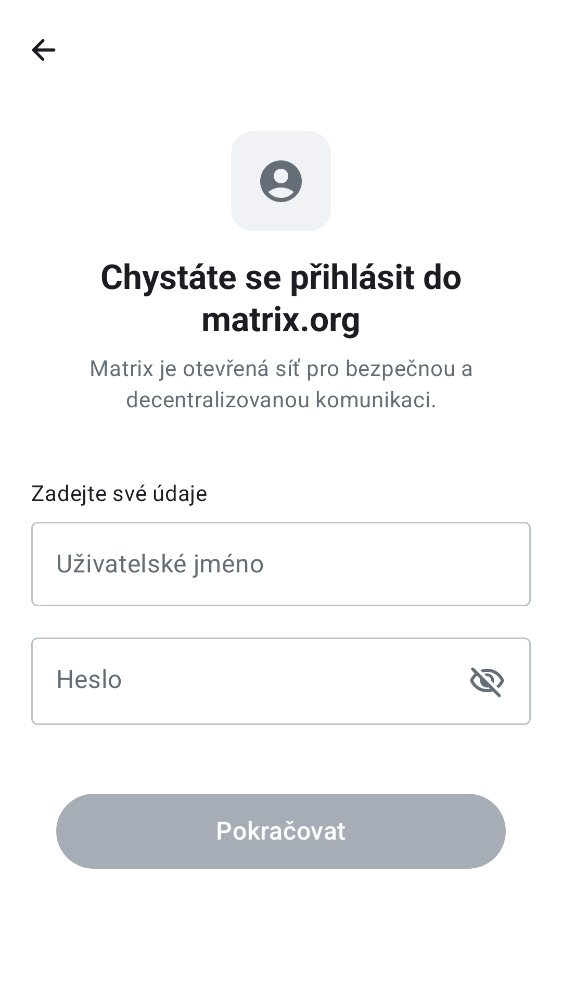 Chystáte se přihlásit do
matrix.org
Matrix je otevřená síť pro bezpečnou a
decentralizovanou komunikaci.
Zadejte své údaje
Uživatelské jméno
Heslo
Pokračovat